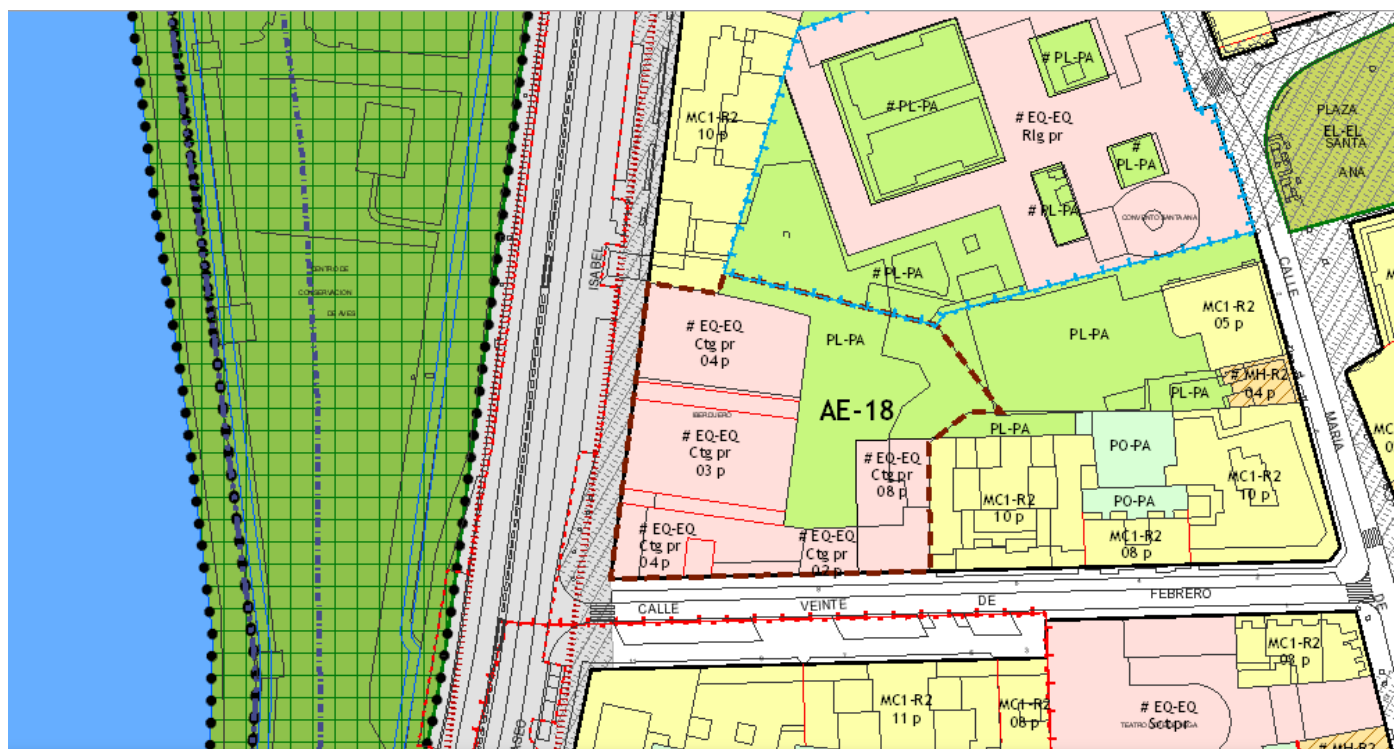 MC1-R2
10 p
# PL-PA
# PL-PA
# EQ-EQ
Rlg pr
#
PL-PA
# PL-PA
CONVENTO SANTA ANA
PLAZA
EL-EL
SANTA
ANA
CENTRO DE
CONSERVACION
DE AVES
ISABEL
# PL-PA
CALLE
MC1-R2
05 p
# EQ-EQ
Ctg pr
04 p
PL-PA
PL-PA
# MH-R2
04 p
PL-PA
AE-18
IBERDUERO
# EQ-EQ
Ctg pr
03 p
PL-PA
MARIA
PO-PA
# EQ-EQ
Ctg pr
08 p
MC1-R2
10 p
PO-PA
MC1-R2
10 p
# EQ-EQ
Ctg pr
04 p
# EQ-EQ
Ctg pr
MC1-R2
08 p
CALLE VEINTE DE FEBRERO
DE
MC1-R2
11 p
MC1-R2
08 p
# EQ-EQ
MC1-R2
# MH-R2